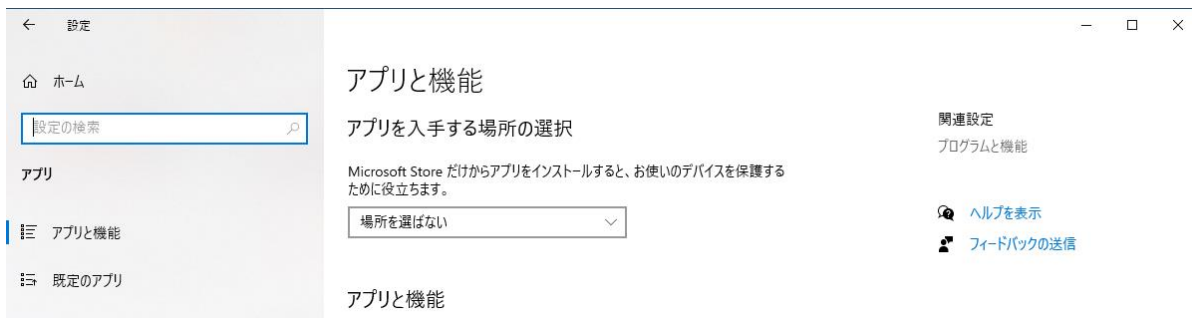 設定
ホーム
設定の検索
アプリ
アプリと機能
既定のアプリ
アプリと機能
アプリを入手する場所の選択
Microsoft Store だけからアプリをインストールすると、お使いのデバイスを保護する
ために役立ちます。
場所を選ばない
アプリと機能
関連設定
プログラムと機能
ヘルプを表示
フィードバックの送信